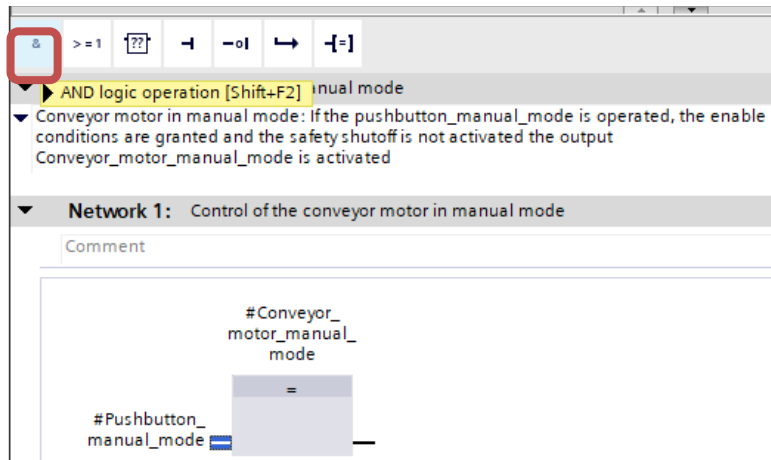 & >=1 ?? -o| -[=]
AND logic operation [Shift+F2] nual mode
Conveyor motor in manual mode: If the pushbutton_manual_mode is operated, the enable
conditions are granted and the safety shutoff is not activated the output
Conveyor_motor_manual_mode is activated
Network 1: Control of the conveyor motor in manual mode
Comment
#Conveyor_
motor_manual_
mode
=
#Pushbutton_
manual_mode